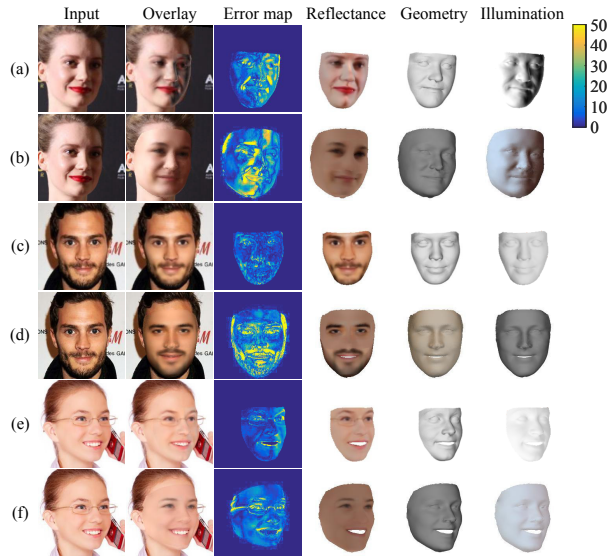 Input Overlay Error map Reflectance Geometry Illumination
50
40
30
20
10
0
(a)
(b)
(c)
(d)
(e)
(f)